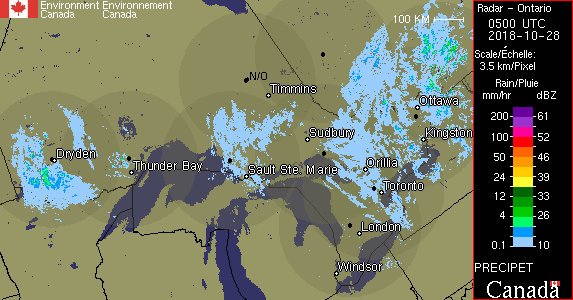 Environment Environnement
Canada Canada
100 KM
N/O
Timmins
Ottawa
Sudbury
Kingston
Dryden
Thunder Bay
Sault Ste. Marie
Orillia
Toronto
London
Windsor
Radar - Ontario
0500 UTC
2018-10-28
Scale/Échelle:
3.5 km/Pixel
Rain/Pluie
mm/hr dBZ
200 61
100 52
50 46
24 39
12 33
4 26
1 20
0.1 10
PRECIPET
Canada